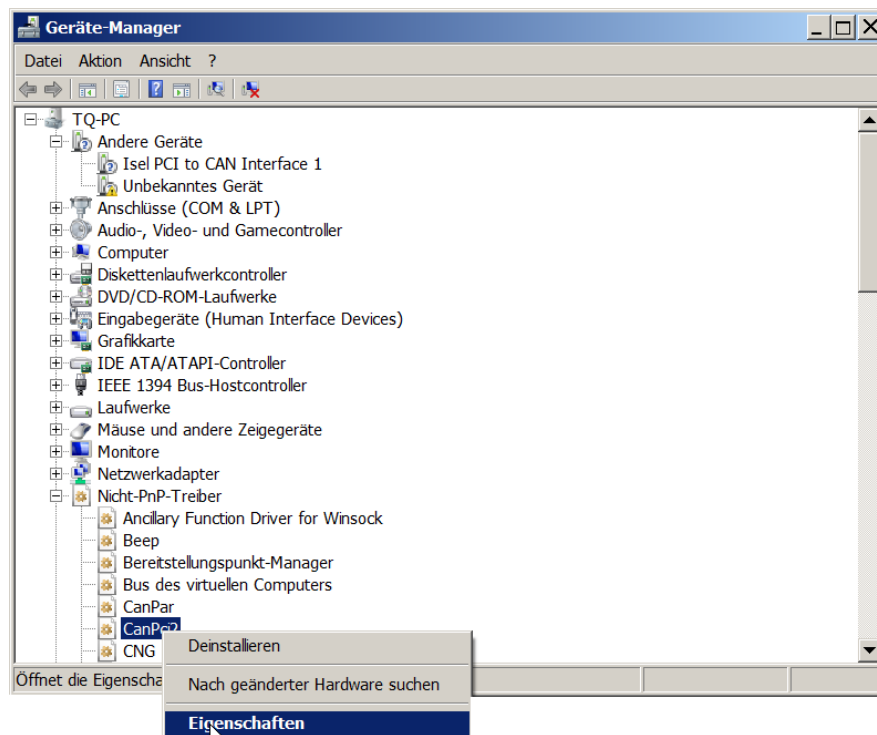 Geräte-Manager
Datei Aktion Ansicht ?
TQ-PC
Andere Geräte
Isel PCI to CAN Interface 1
Unbekanntes Gerät
Anschlüsse (COM & LPT)
Audio-, Video- und Gamecontroller
Computer
Diskettenlaufwerkcontroller
DVD/CD-ROM-Laufwerke
Eingabegeräte (Human Interface Devices)
Grafikkarte
IDE ATA/ATAPI-Controller
IEEE 1394 Bus-Hostcontroller
Laufwerke
Mäuse und andere Zeigegeräte
Monitore
Netzwerkadapter
Nicht-PnP-Treiber
Ancillary Function Driver for Winsock
Beep
Bereitstellungspunkt-Manager
Bus des virtuellen Computers
CanPar
CanPci2
CNG
Deinstallieren
Öffnet die Eigenscha
Nach geänderter Hardware suchen
Eigenschaften